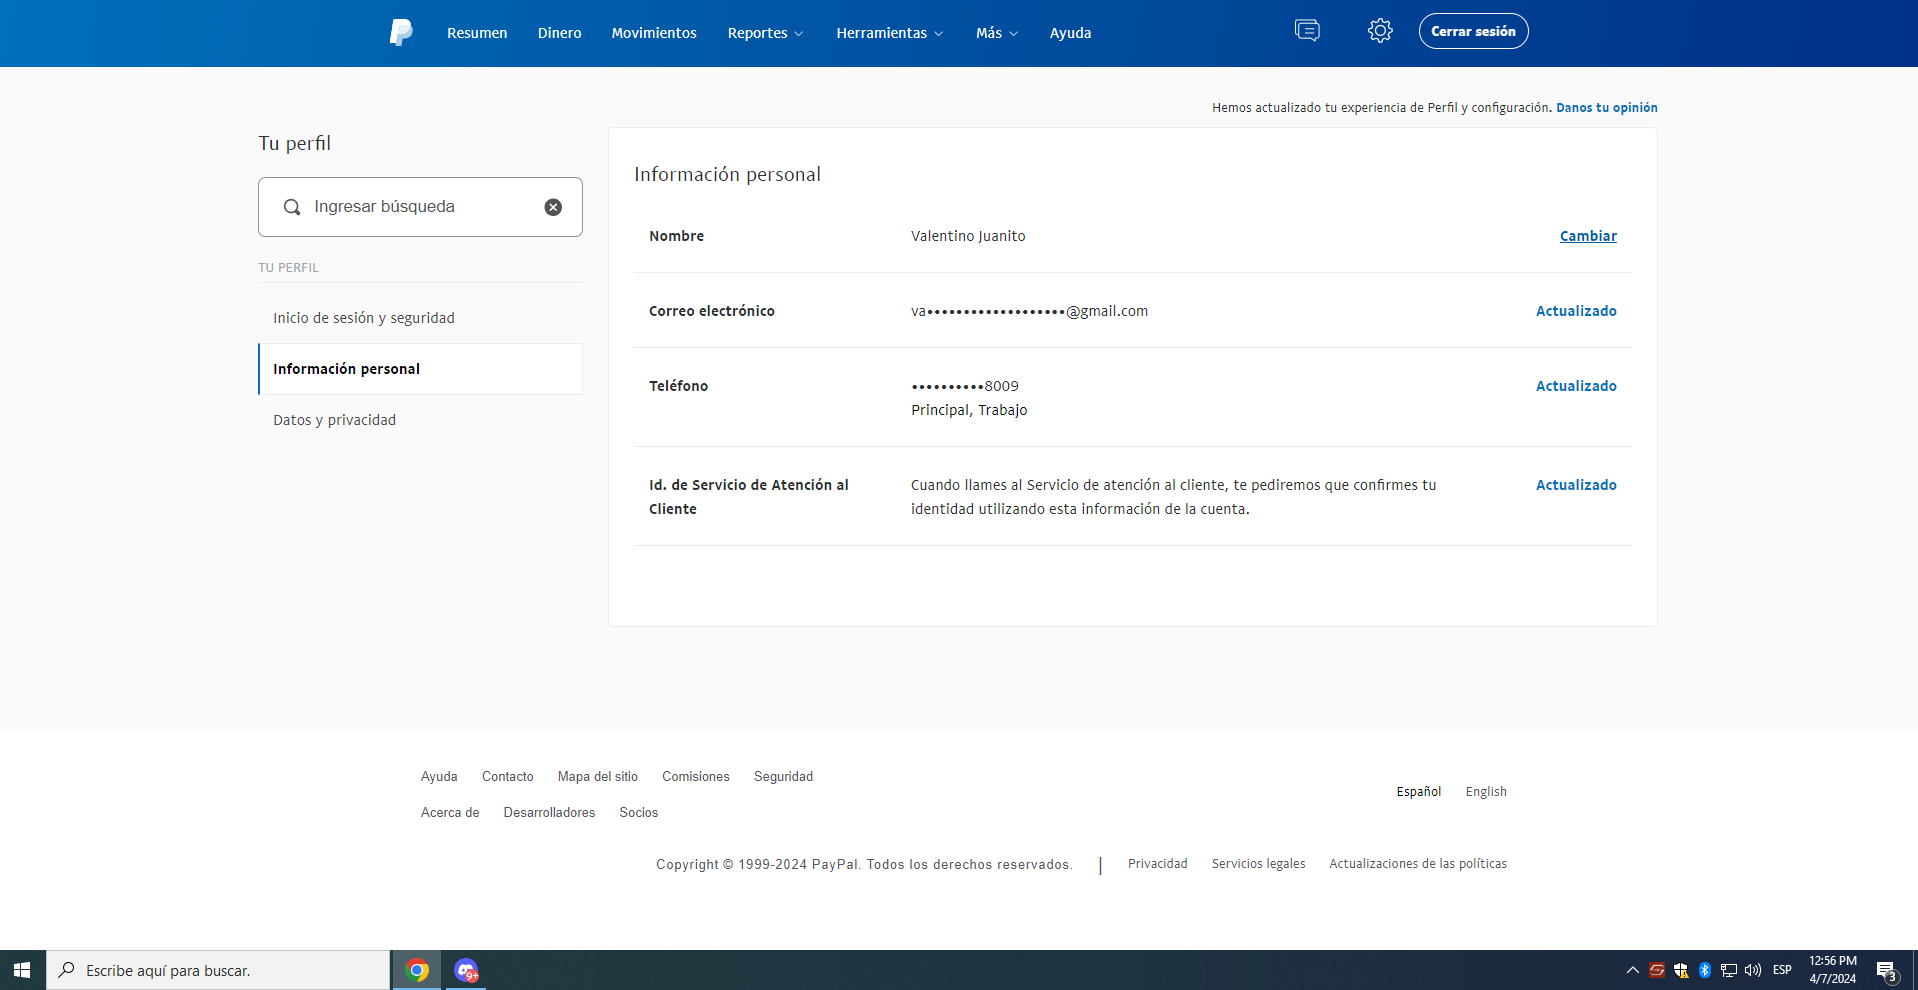 Resumen Dinero Movimientos Reportes Herramientas Más Ayuda Cerrar sesión
Hemos actualizado tu experiencia de Perfil y configuración. Danos tu opinión
Tu perfil
Ingresar búsqueda
TU PERFIL
Inicio de sesión y seguridad
Información personal
Datos y privacidad
Información personal
Nombre Valentino Juanito Cambiar
Correo electrónico va•••••••••••••••••••@gmail.com Actualizado
Teléfono ••••••••••8009 Actualizado
Principal, Trabajo
Id. de Servicio de Atención al Cuando llames al Servicio de atención al cliente, te pediremos que confirmes tu Actualizado
Cliente identidad utilizando esta información de la cuenta.
Ayuda Contacto Mapa del sitio Comisiones Seguridad
Español English
Acerca de Desarrolladores Socios
Copyright © 1999-2024 PayPal. Todos los derechos reservados. | Privacidad Servicios legales Actualizaciones de las políticas
Escribe aquí para buscar. 9+ ESP 12:56 PM
4/7/2024 3